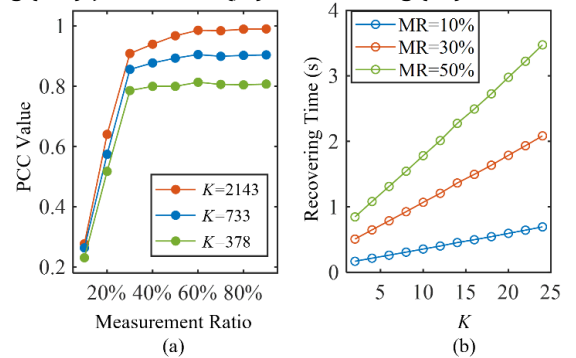 PCC Value
1
0.8
0.6
0.4
0.2
20% 40% 60% 80%
Measurement Ratio
K=2143
K=733
K=378
(a)
Recovering Time (s)
4
3
2
1
0
5 10 15 20 25
K
MR=10%
MR=30%
MR=50%
(b)